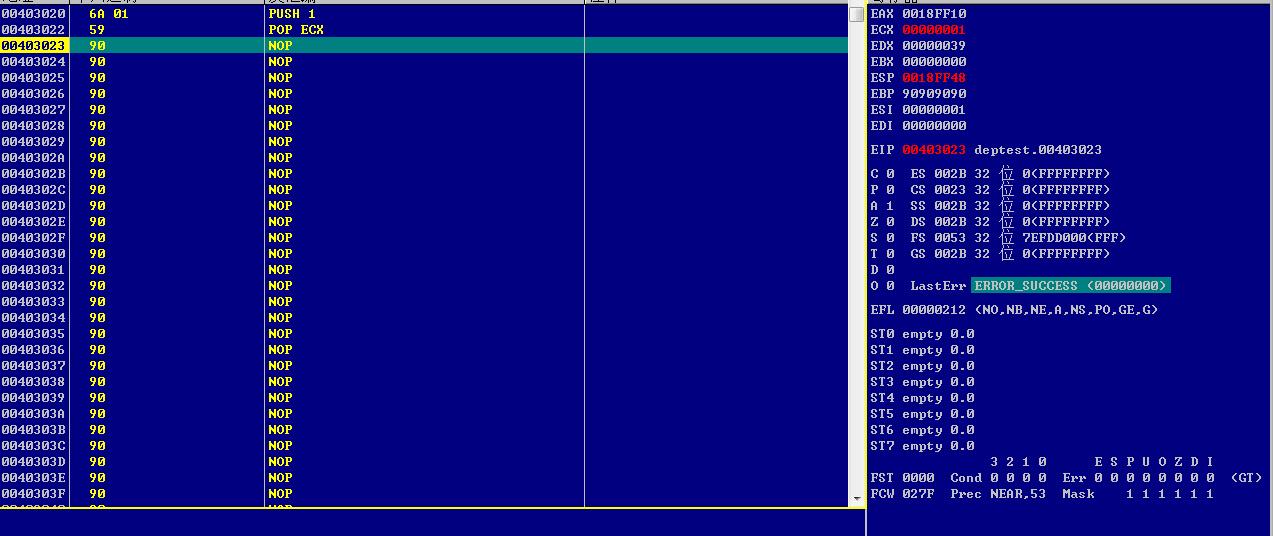 00403020 6A 01 PUSH 1
00403022 59 POP ECX
00403023 90 NOP
00403024 90 NOP
00403025 90 NOP
00403026 90 NOP
00403027 90 NOP
00403028 90 NOP
00403029 90 NOP
0040302A 90 NOP
0040302B 90 NOP
0040302C 90 NOP
0040302D 90 NOP
0040302E 90 NOP
0040302F 90 NOP
00403030 90 NOP
00403031 90 NOP
00403032 90 NOP
00403033 90 NOP
00403034 90 NOP
00403035 90 NOP
00403036 90 NOP
00403037 90 NOP
00403038 90 NOP
00403039 90 NOP
0040303A 90 NOP
0040303B 90 NOP
0040303C 90 NOP
0040303D 90 NOP
0040303E 90 NOP
0040303F 90 NOP
EAX 0018FF10
ECX 00000001
EDX 00000039
EBX 00000000
ESP 0018FF48
EBP 90909090
ESI 00000001
EDI 00000000
EIP 00403023 deptest.00403023
C 0 ES 002B 32 位 0(FFFFFFFF)
P 0 CS 0023 32 位 0(FFFFFFFF)
A 1 SS 002B 32 位 0(FFFFFFFF)
Z 0 DS 002B 32 位 0(FFFFFFFF)
S 0 FS 0053 32 位 7EFDD000(FFF)
T 0 GS 002B 32 位 0(FFFFFFFF)
D 0
O 0 LastErr ERROR_SUCCESS (00000000)
EFL 00000212 (NO,NB,NE,A,NS,PO,GE,G)
ST0 empty 0.0
ST1 empty 0.0
ST2 empty 0.0
ST3 empty 0.0
ST4 empty 0.0
ST5 empty 0.0
ST6 empty 0.0
ST7 empty 0.0
3 2 1 0 E S P U O Z D I
FST 0000 Cond 0 0 0 0 Err 0 0 0 0 0 0 0 0 (GT)
FCW 027F Prec NEAR,53 Mask 1 1 1 1 1 1